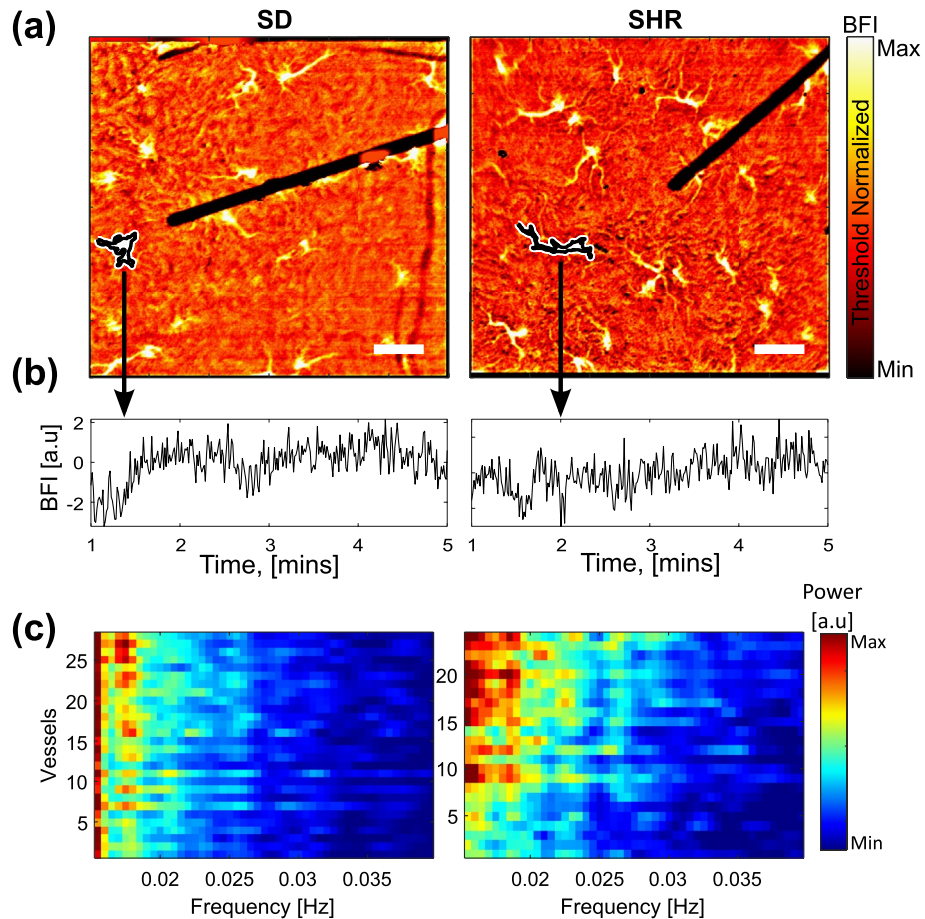 (a)
SD
SHR
BFI
Max
Threshold Normalized
Min
(b)
BFI [a.u]
2
0
-2
1
2
3
4
5
Time, [mins]
1
2
3
4
5
Time, [mins]
(c)
Power
[a.u]
Max
Min
Vessels
25
20
15
10
5
0.02
0.025
0.03
0.035
Frequency [Hz]
20
15
10
5
0.02
0.025
0.03
0.035
Frequency [Hz]